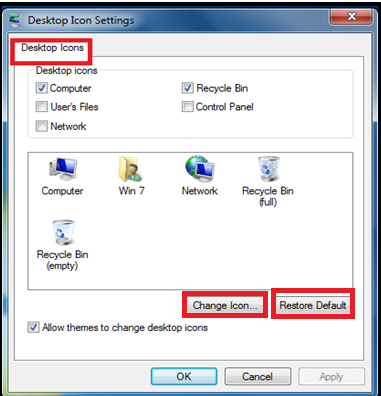 Desktop Icon Settings
Desktop Icons
Desktop icons
Computer
Recycle Bin
User's Files
Control Panel
Network
Computer
Win 7
Network
Recycle Bin
(full)
Recycle Bin
(empty)
Change Icon...
Restore Default
Allow themes to change desktop icons
OK
Cancel
Apply